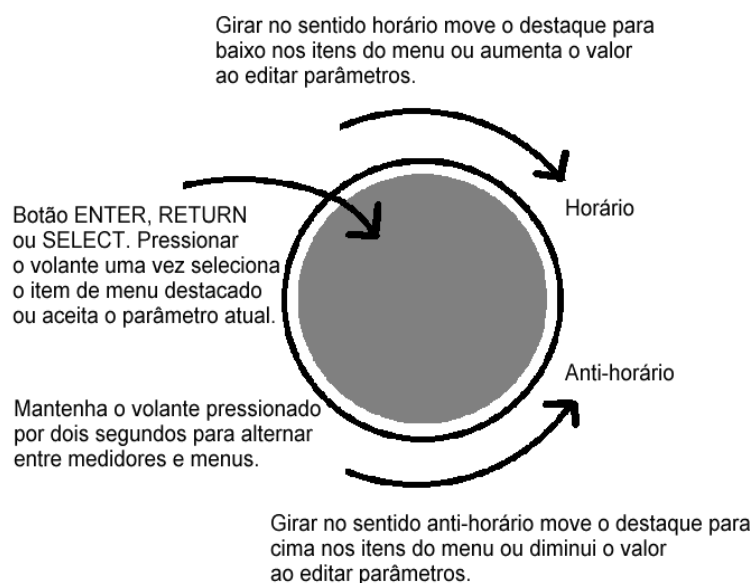 Girar no sentido horário move o destaque para
baixo nos itens do menu ou aumenta o valor
ao editar parâmetros.
Horário
Botão ENTER, RETURN
ou SELECT. Pressionar
o volante uma vez seleciona
o item de menu destacado
ou aceita o parâmetro atual.
Anti-horário
Mantenha o volante pressionado
por dois segundos para alternar
entre medidores e menus.
Girar no sentido anti-horário move o destaque para
cima nos itens do menu ou diminui o valor
ao editar parâmetros.